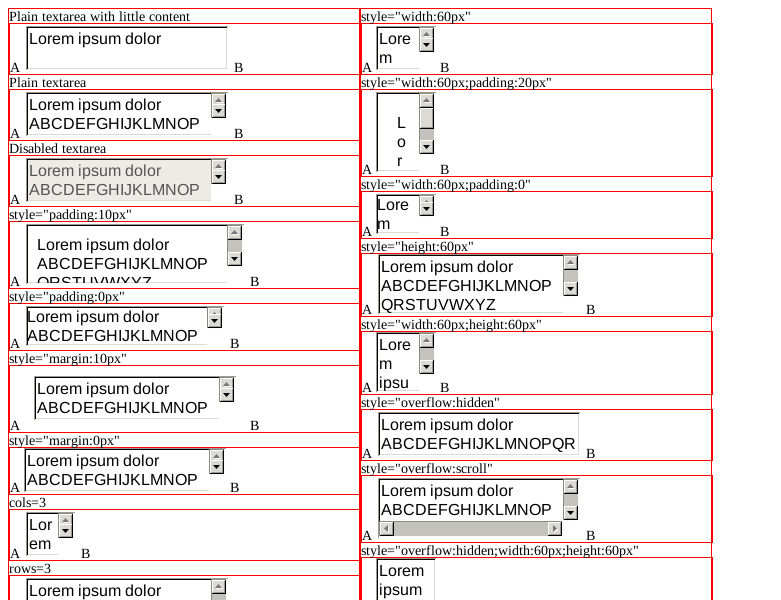 Plain textarea with little content
Lorem ipsum dolor
A B
Plain textarea
Lorem ipsum dolor
ABCDEFGHIJKLMNOP
A B
Disabled textarea
Lorem ipsum dolor
ABCDEFGHIJKLMNOP
A B
style="padding:10px"
Lorem ipsum dolor
ABCDEFGHIJKLMNOP
QRSTUVWXYZ
A B
style="padding:0px"
Lorem ipsum dolor
ABCDEFGHIJKLMNOP
A B
style="margin:10px"
Lorem ipsum dolor
ABCDEFGHIJKLMNOP
A B
style="margin:0px"
Lorem ipsum dolor
ABCDEFGHIJKLMNOP
A B
cols=3
Lor
em
A B
rows=3
Lorem ipsum dolor
style="width:60px"
Lore
m
A B
style="width:60px;padding:20px"
L
o
r
A B
style="width:60px;padding:0"
Lore
m
A B
style="height:60px"
Lorem ipsum dolor
ABCDEFGHIJKLMNOP
QRSTUVWXYZ
A B
style="width:60px;height:60px"
Lore
m
ipsu
A B
style="overflow:hidden"
Lorem ipsum dolor
ABCDEFGHIJKLMNOPQR
A B
style="overflow:scroll"
Lorem ipsum dolor
ABCDEFGHIJKLMNOP
A B
style="overflow:hidden;width:60px;height:60px"
Lorem
ipsum